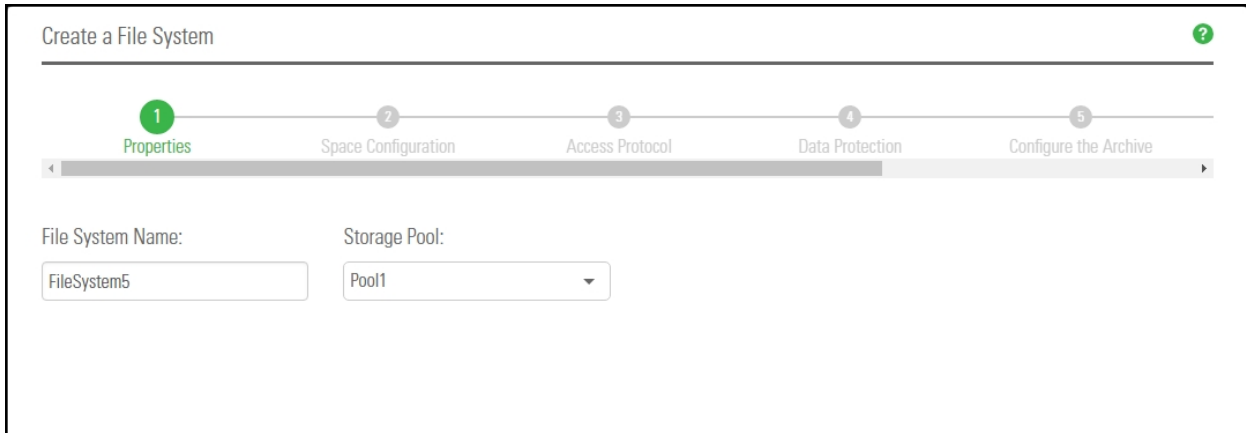 Create a File System
?
1
2
3
4
5
Properties
Space Configuration
Access Protocol
Data Protection
Configure the Archive
File System Name:
Storage Pool:
FileSystem5
Pool1